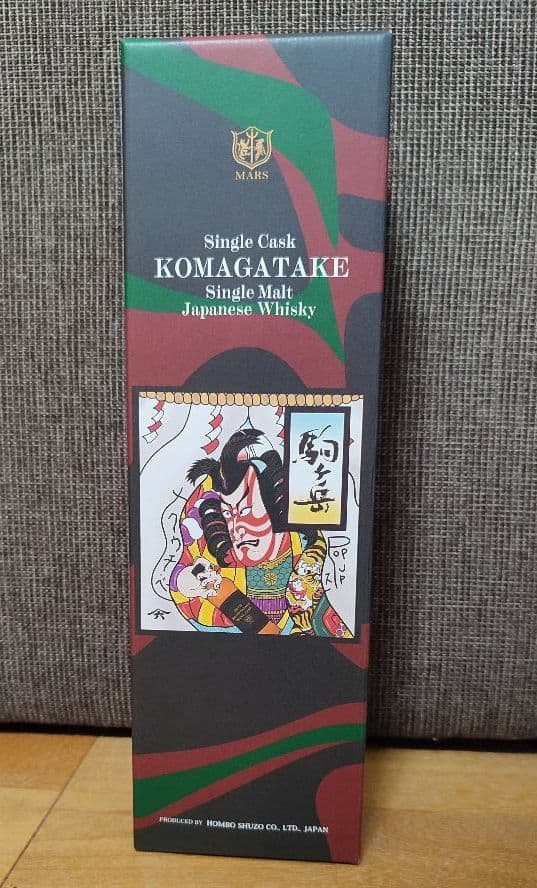 MARS
Single Cask
KOMAGATAKE
Single Malt
Japanese Whisky
駒ヶ岳
POP
PRODUCED BY HOMBO SHUZO CO., LTD., JAPAN